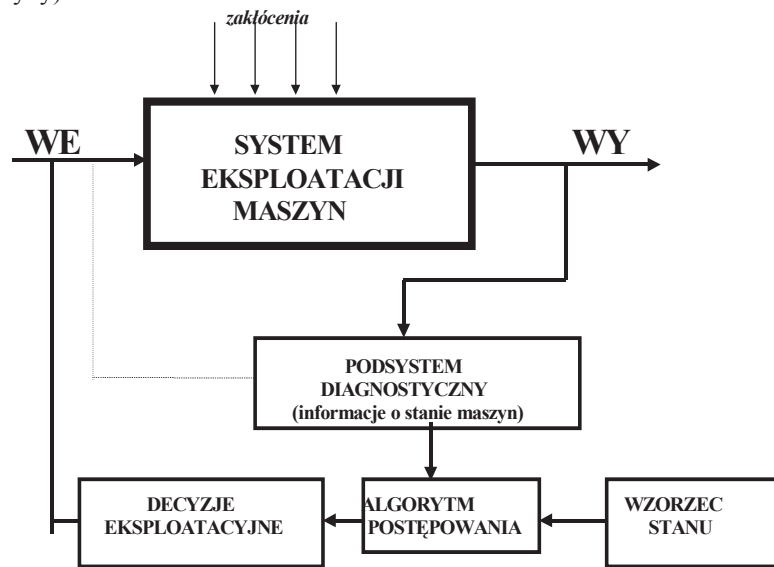 zakłócenia
WE
SYSTEM
EKSPLOATACJI
MASZYN
WY
PODSYSTEM
DIAGNOSTYCZNY
(informacje o stanie maszyn)
DECYZJE
EKSPLOATACYJNE
ALGORYTM
POSTĘPOWANIA
WZORZEC
STANU